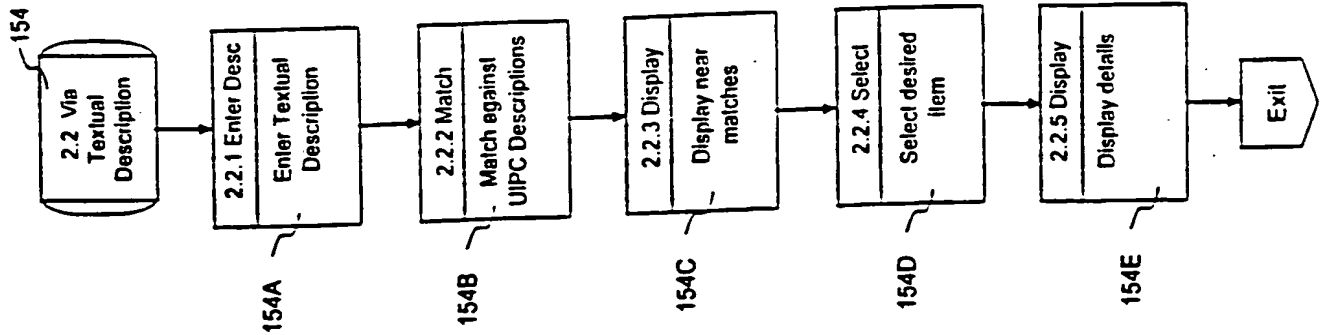 154
2.2 Via
Textual
Description
2.2.1 Enter Desc
Enter Textual
Description
154A
2.2.2 Match
Match against
UIPC Descriptions
154B
2.2.3 Display
Display near
matches
154C
2.2.4 Select
Select desired
item
154D
2.2.5 Display
Display details
154E
Exit